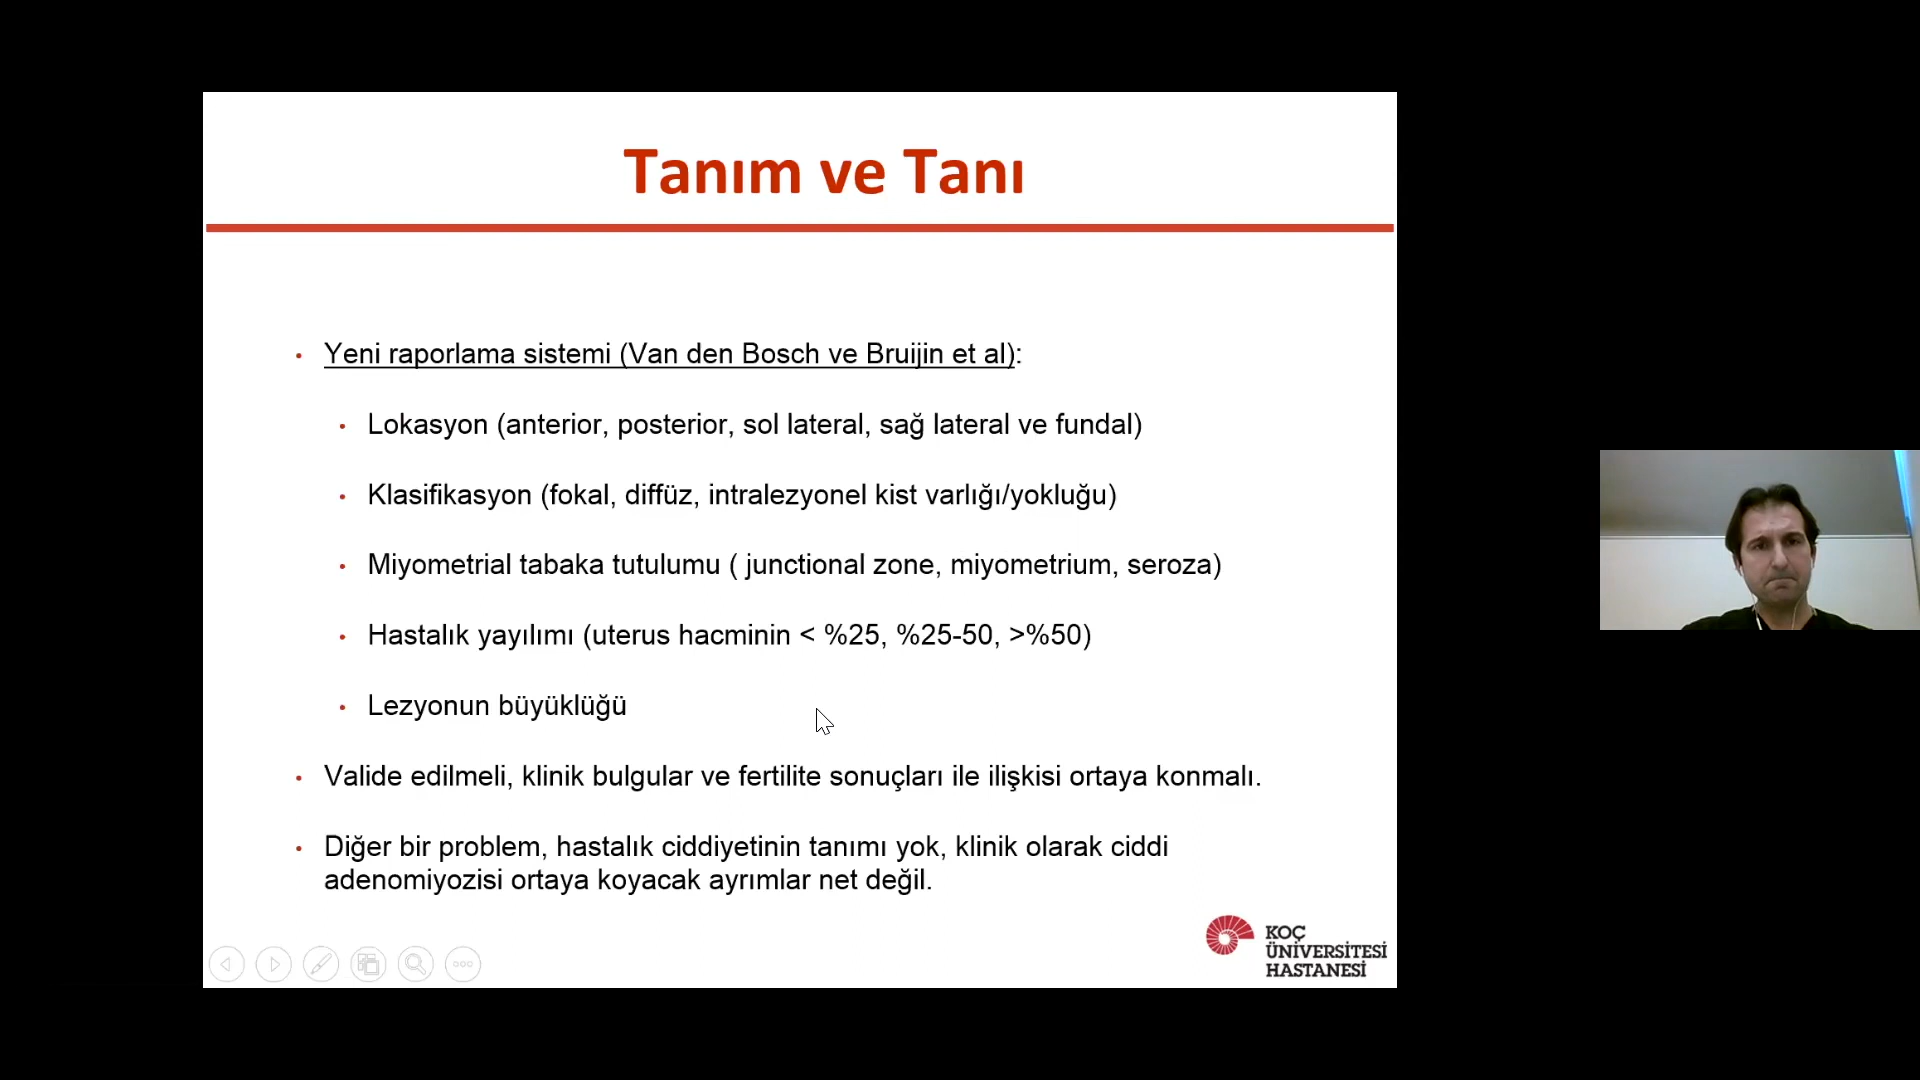 Tanım ve Tanı
• Yeni raporlama sistemi (Van den Bosch ve Bruijin et al):
• Lokasyon (anterior, posterior, sol lateral, sağ lateral ve fundal)
• Klasifikasyon (fokal, diffüz, intralezyonel kist varlığı/yokluğu)
• Miyometrial tabaka tutulumu ( junctional zone, miyometrium, seroza)
• Hastalık yayılımı (uterus hacminin < %25, %25-50, >%50)
• Lezyonun büyüklüğü
• Valide edilmeli, klinik bulgular ve fertilite sonuçları ile ilişkisi ortaya konmalı.
• Diğer bir problem, hastalık ciddiyetinin tanımı yok, klinik olarak ciddi
adenomiyozisi ortaya koyacak ayrımlar net değil.
KOÇ
ÜNİVERSİTESİ
HASTANESİ